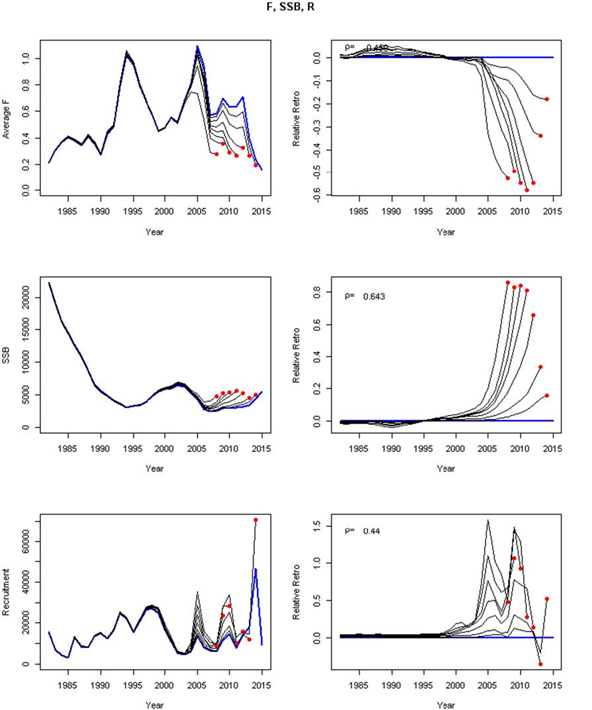 F, SSB, R
Average F
0.0 0.2 0.4 0.6 0.8 1.0
1985 1990 1995 2000 2005 2010 2015
Year
Relative Retro
ρ=
-0.6 -0.5 -0.4 -0.3 -0.2 -0.1 0.0
1985 1990 1995 2000 2005 2010 2015
Year
SSB
0 5000 10000 15000 20000
1985 1990 1995 2000 2005 2010 2015
Year
Relative Retro
ρ= 0.643
0.0 0.2 0.4 0.6 0.8
1985 1990 1995 2000 2005 2010 2015
Year
Recruitment
0 10000 20000 40000 60000
1985 1990 1995 2000 2005 2010 2015
Year
Relative Retro
ρ= 0.44
0.0 0.5 1.0 1.5
1985 1990 1995 2000 2005 2010 2015
Year